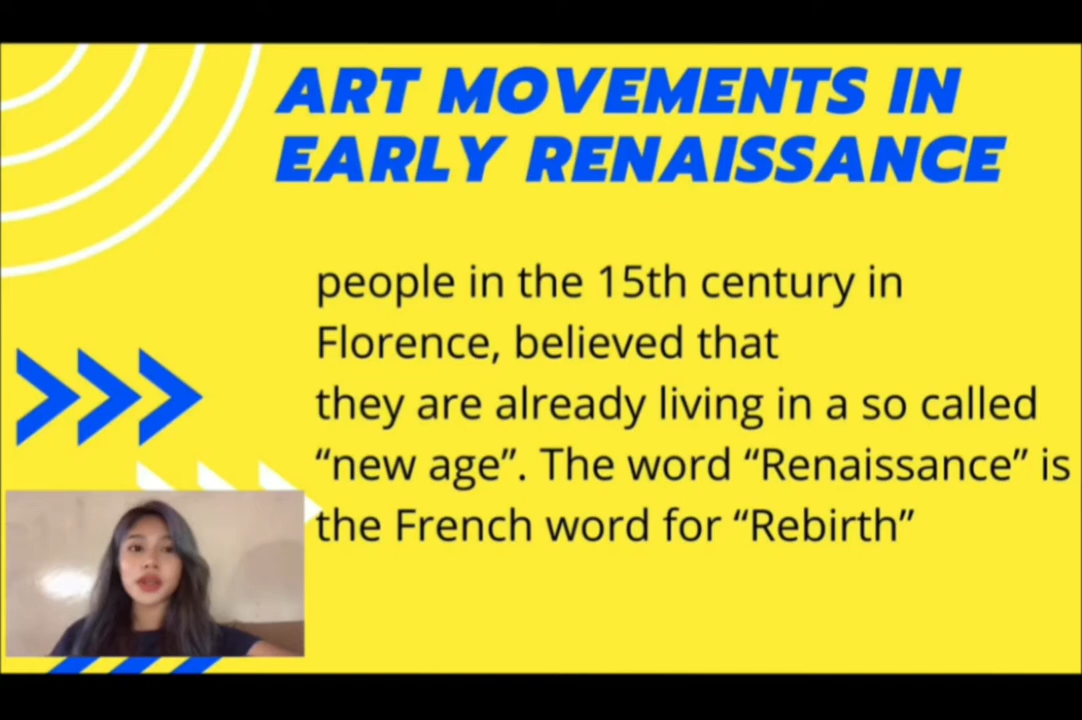 ART MOVEMENTS IN
EARLY RENAISSANCE
people in the 15th century in
Florence, believed that
they are already living in a so called
“new age”. The word “Renaissance” is
the French word for “Rebirth”